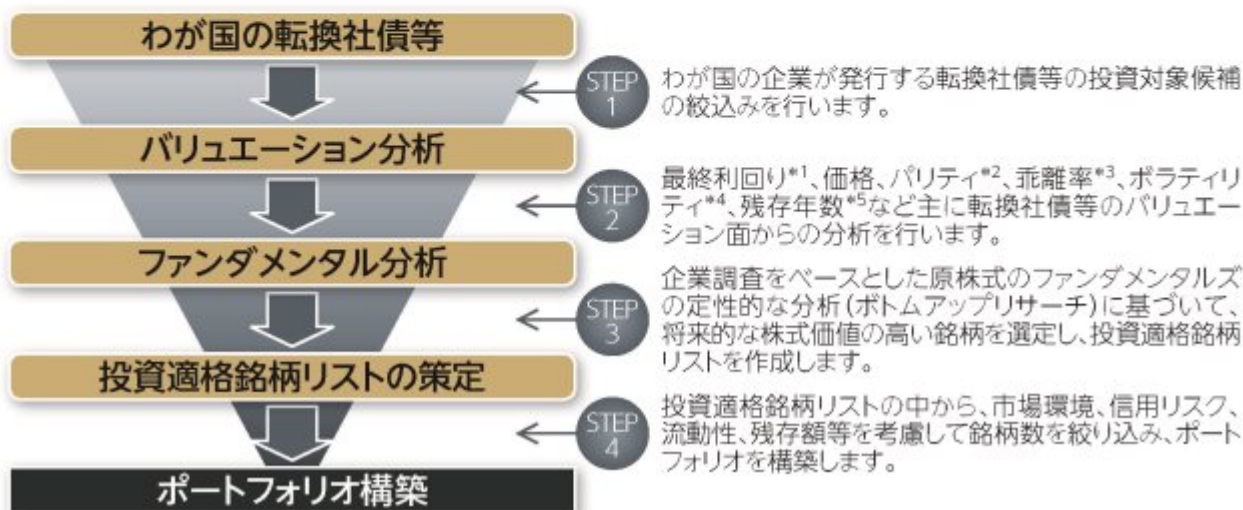 わが国の転換社債等
STEP
1
わが国の企業が発行する転換社債等の投資対象候補
の絞込みを行います。
バリュエーション分析
STEP
2
最終利回り*1、価格、パリティ*2、乖離率*3、ボラティリ
ティ*4、残存年数*5など主に転換社債等のバリュエー
ション面からの分析を行います。
ファンダメンタル分析
STEP
3
企業調査をベースとした原株式のファンダメンタルズ
の定性的な分析(ボトムアップリサーチ)に基づいて、
将来的な株式価値の高い銘柄を選定し、投資適格銘柄
リストを作成します。
投資適格銘柄リストの策定
STEP
4
投資適格銘柄リストの中から、市場環境、信用リスク、
流動性、残存額等を考慮して銘柄数を絞り込み、ポート
フォリオを構築します。
ポートフォリオ構築